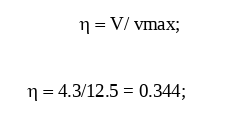 η = V/ vmax;
η = 4.3/12.5 = 0.344;